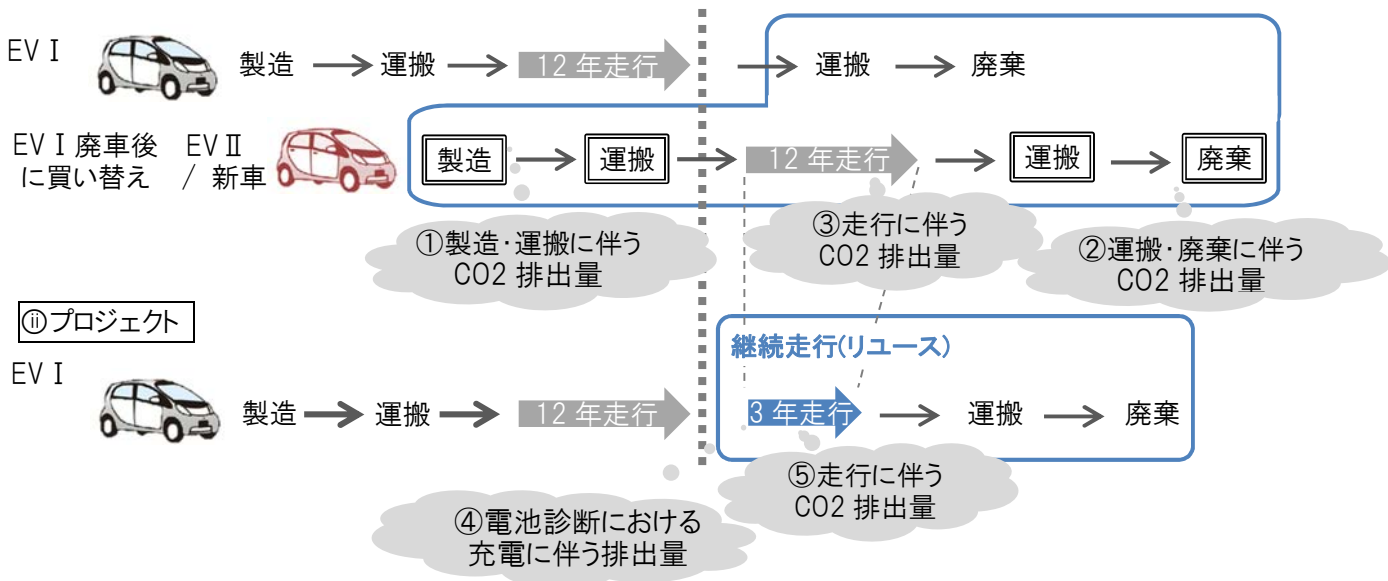 EV Ⅰ 製造 運搬 12 年走行 運搬 廃棄
EV Ⅰ 廃車後
に買い替え
EV Ⅱ
/ 新車
製造 運搬 12 年走行 運搬 廃棄
①製造・運搬に伴う
CO2 排出量
③走行に伴う
CO2 排出量
②運搬・廃棄に伴う
CO2 排出量
ⅱプロジェクト
継続走行(リユース)
EV Ⅰ 製造 運搬 12 年走行 3 年走行 運搬 廃棄
④電池診断における
充電に伴う排出量
⑤走行に伴う
CO2 排出量